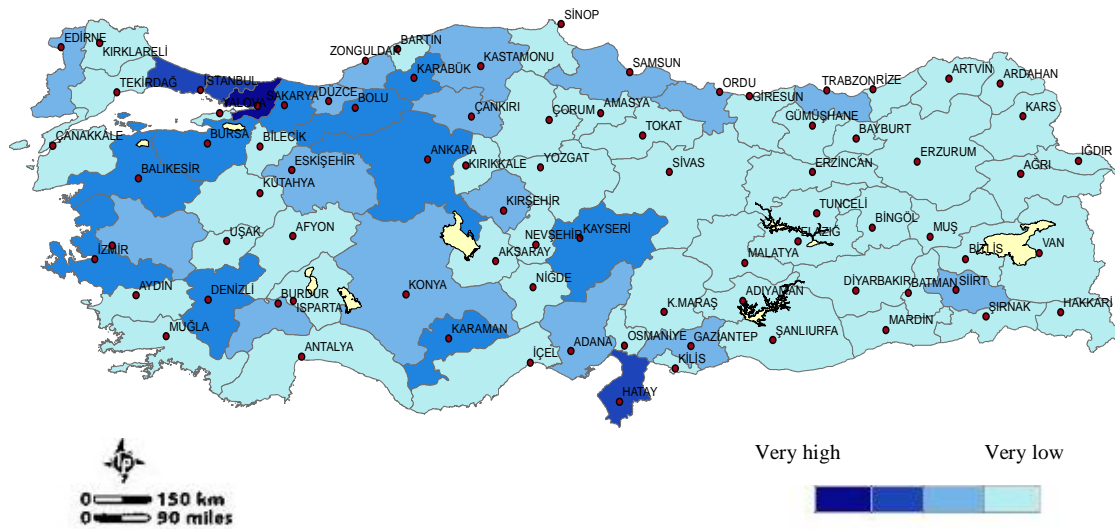 SİNOP
EDİRNE
KIRKLARELİ
BARTIN
ZONGULDAK
KASTAMONU
SAMSUN
KARABÜK
TEKİRDAĞ
İSTANBUL
ORDU
TRABZON
RİZE
ARTVİN
ARDAHAN
GİRESUN
YALOVA
SAKARYA
DÜZCE
BOLU
ÇANKIRI
ÇORUM
AMASYA
GÜMÜŞHANE
KARS
TOKAT
BAYBURT
ÇANAKKALE
BURSA
BİLECİK
ANKARA
KIRIKKALE
YOZGAT
SİVAS
ERZİNCAN
ERZURUM
AĞRI
IĞDIR
BALIKESİR
ESKİŞEHİR
KÜTAHYA
KIRŞEHİR
TUNCELİ
BİNGÖL
MUŞ
UŞAK
AFYON
NEVŞEHİR
KAYSERİ
ELAZIĞ
BİTLİS
VAN
İZMİR
AKSARAY
MALATYA
AYDIN
DENİZLİ
BURDUR
ISPARTA
KONYA
NİĞDE
K.MARAŞ
ADIYAMAN
DİYARBAKIR
BATMAN
SİİRT
ŞIRNAK
HAKKARİ
MUĞLA
KARAMAN
MARDİN
ANTALYA
İÇEL
ADANA
OSMANİYE
GAZİANTEP
ŞANLIURFA
KİLİS
HATAY
Very high
Very low
0 150 km
0 90 miles